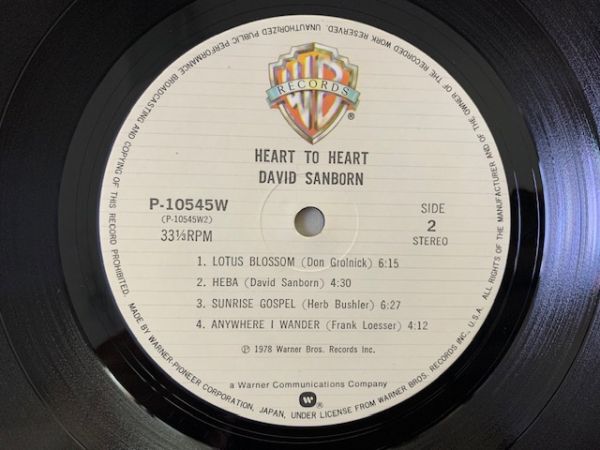 WB
RECORDS
®
HEART TO HEART
DAVID SANBORN
P-10545W
(P-10545W2)
33⅓RPM
SIDE
2
STEREO
1. LOTUS BLOSSOM (Don Grolnick) 6:15
2. HEBA (David Sanborn) 4:30
3. SUNRISE GOSPEL (Herb Bushler) 6:27
4. ANYWHERE I WANDER (Frank Loesser) 4:12
Ⓟ 1978 Warner Bros. Records Inc.
a Warner Communications Company
W ®
MADE BY WARNER-PIONEER CORPORATION, JAPAN, UNDER LICENSE FROM WARNER BROS. RECORDS INC., U.S.A. ALL RIGHTS OF THE MANUFACTURER AND OF THE OWNER OF THE RECORDED WORK RESERVED. UNAUTHORIZED PUBLIC PERFORMANCE BROADCASTING AND COPYING OF THIS RECORD PROHIBITED.